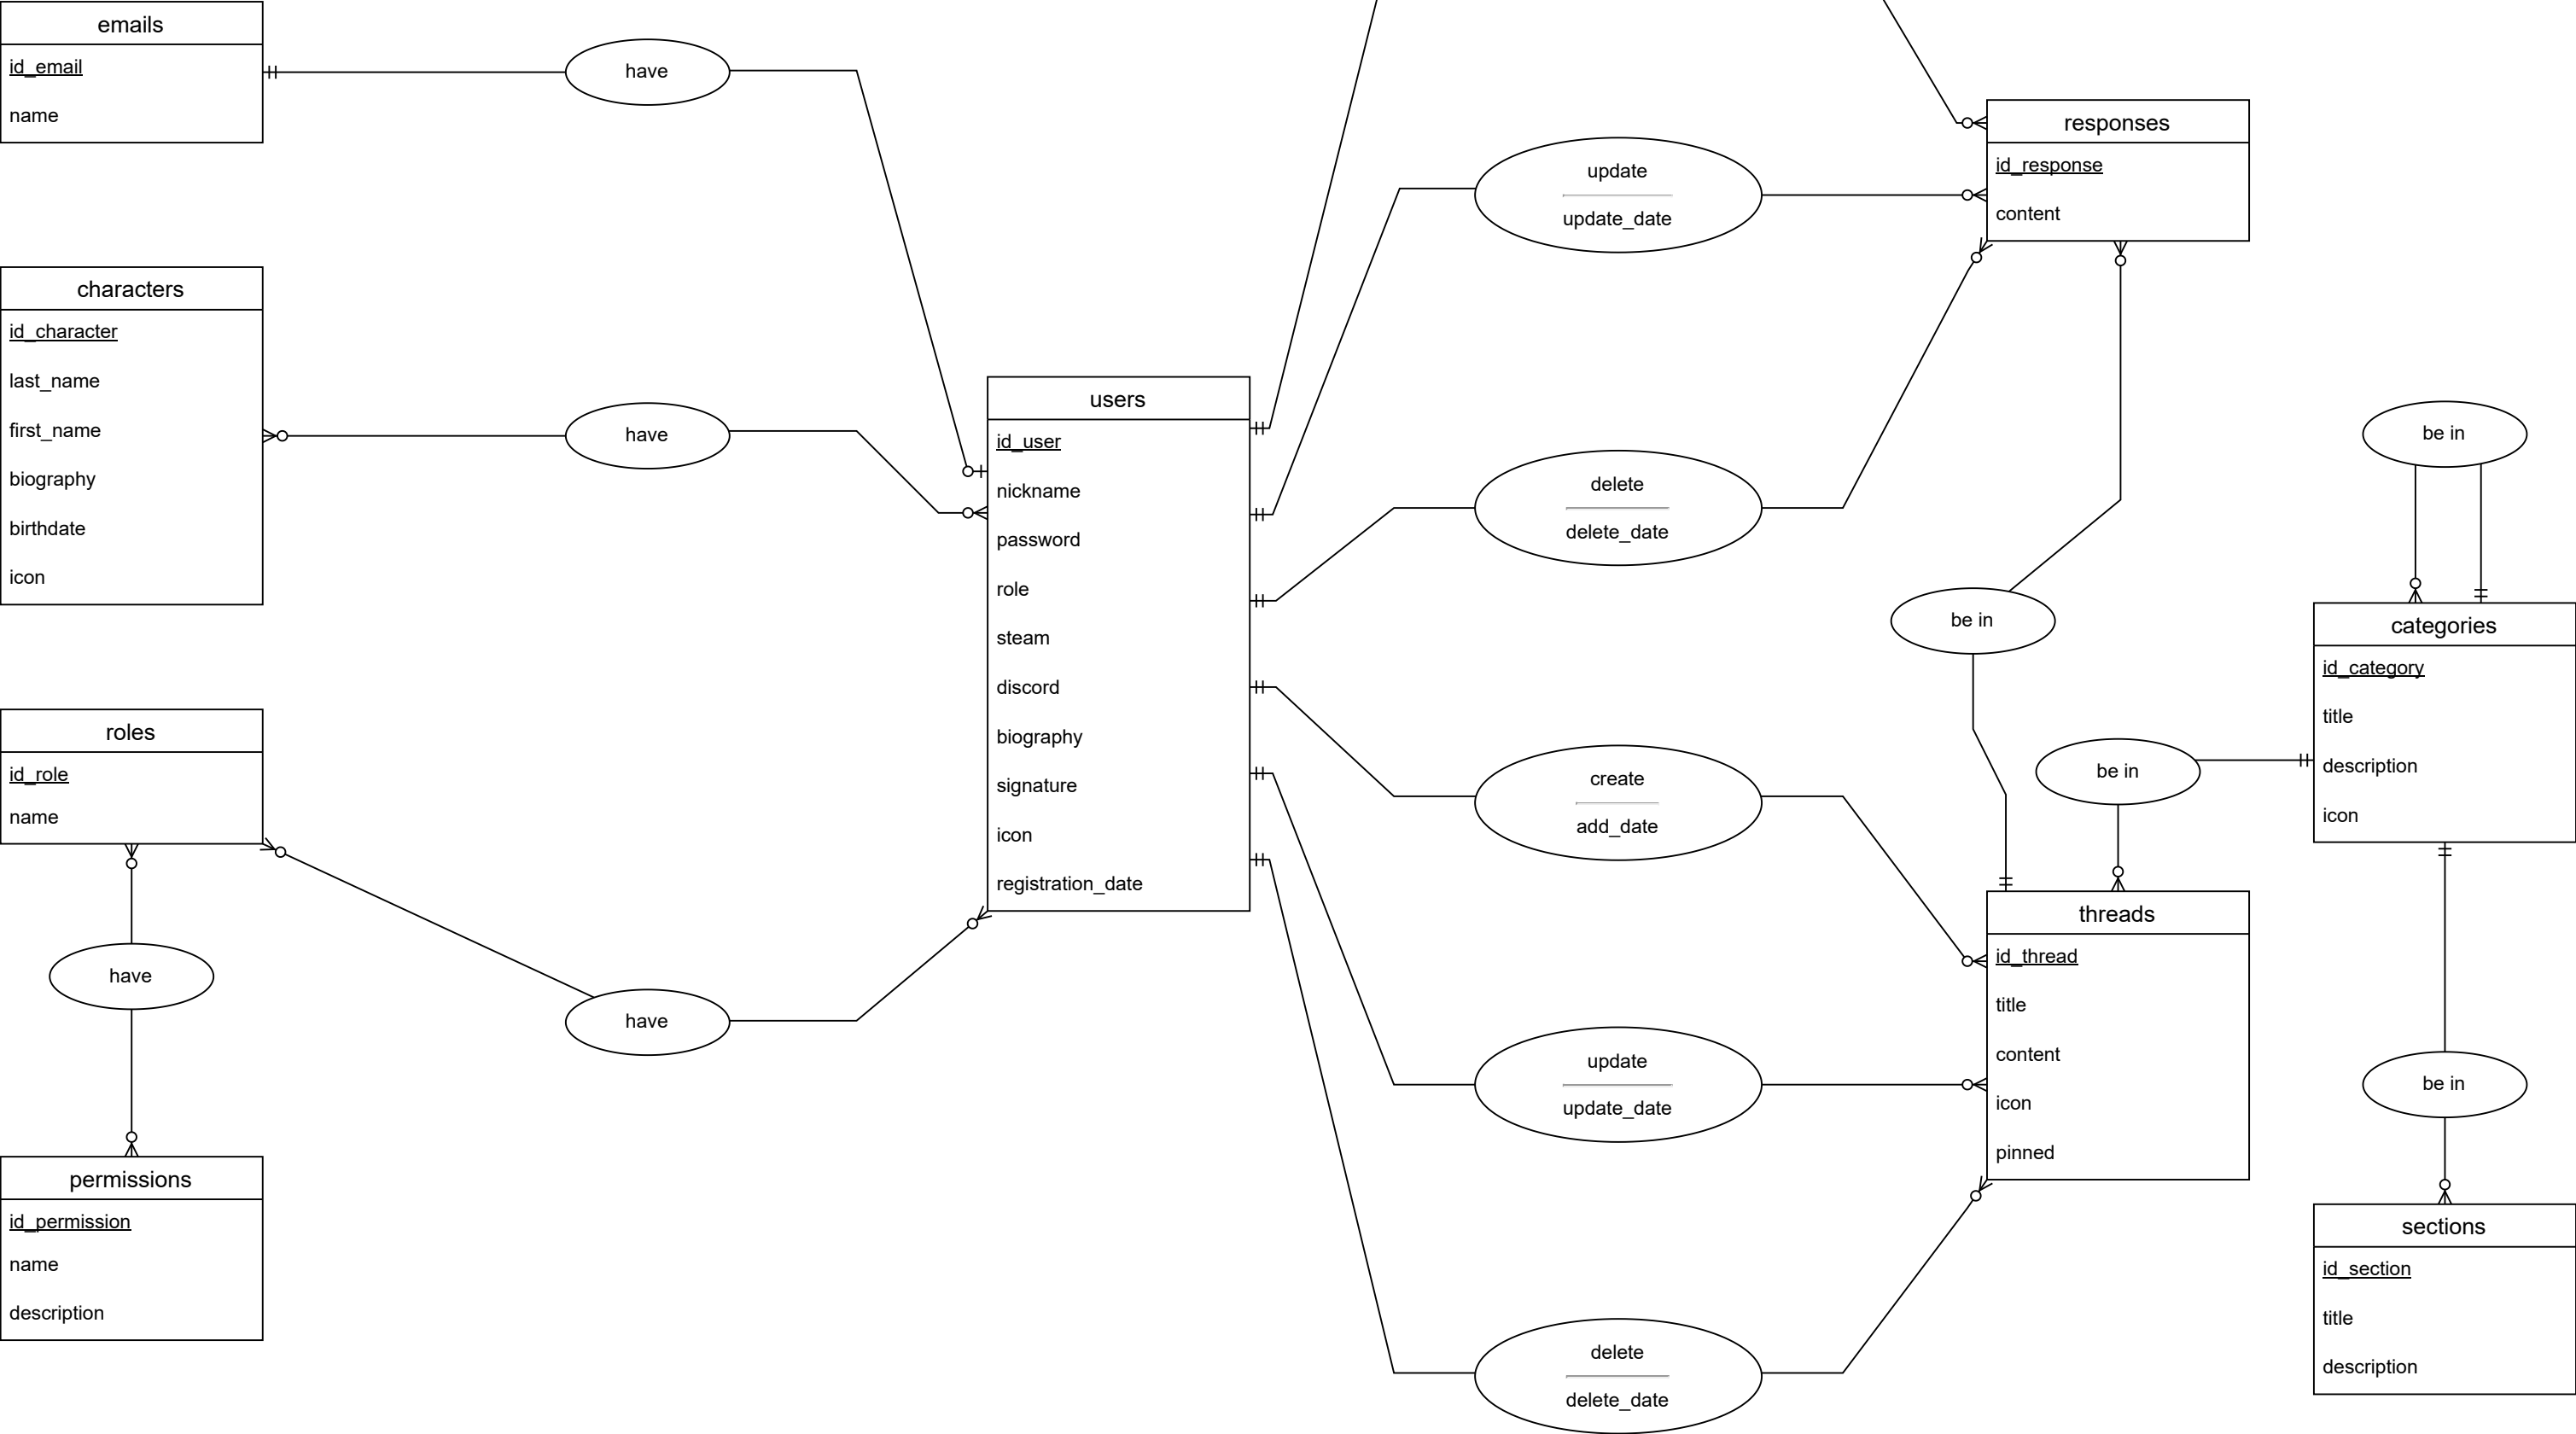 emails
id_email
name
have
characters
id_character
last_name
first_name
biography
birthdate
icon
have
roles
id_role
name
have
have
permissions
id_permission
name
description
users
id_user
nickname
password
role
steam
discord
biography
signature
icon
registration_date
update
update_date
delete
delete_date
create
add_date
update
update_date
delete
delete_date
responses
id_response
content
be in
be in
threads
id_thread
title
content
icon
pinned
be in
categories
id_category
title
description
icon
be in
sections
id_section
title
description